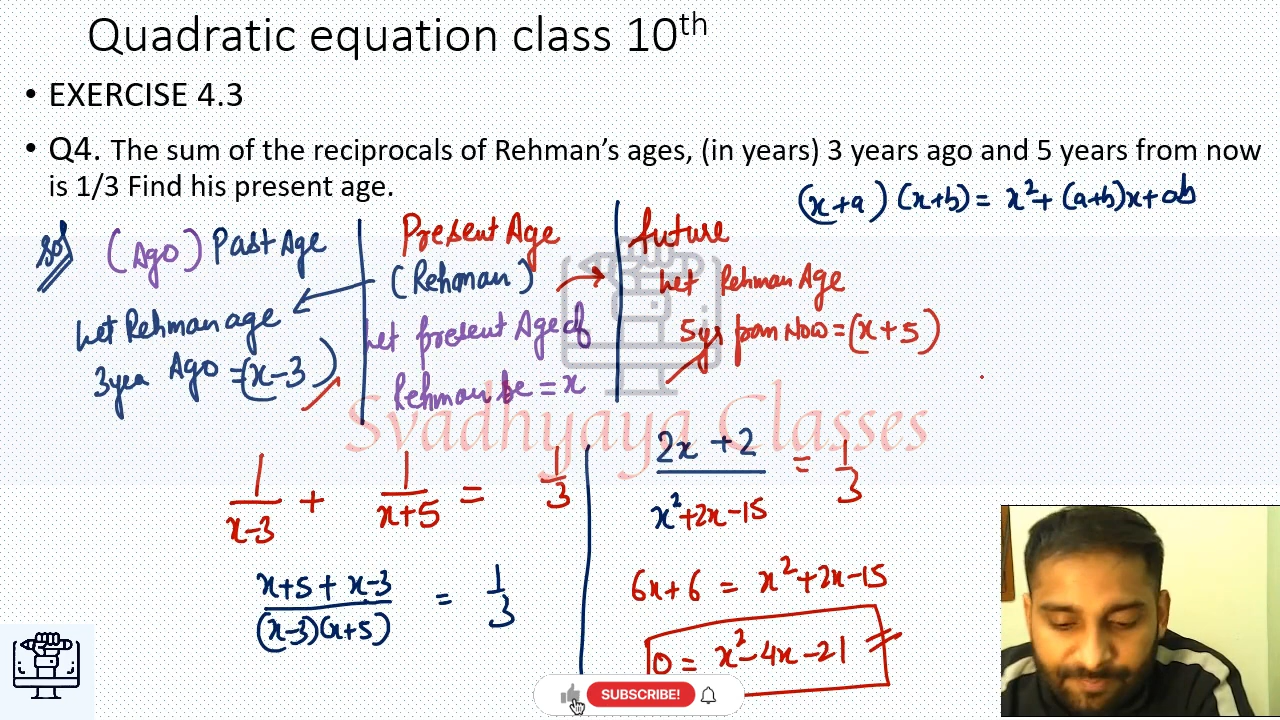 Quadratic equation class 10th
• EXERCISE 4.3
• Q4. The sum of the reciprocals of Rehman’s ages, (in years) 3 years ago and 5 years from now
is 1/3 Find his present age.
(x+a) (x+b) = x²+ (a+b)x+ab
Sol
(Ago) Past Age
Let Rehman age
3 yea Ago = (x-3)
Present Age
(Rehman)
Let present Age of
Rehman be = x
future
Let Rehman Age
5 yrs from Now = (x+5)
Svadhyaya Classes
1/(x-3) + 1/(x+5) = 1/3
(x+5 + x-3)/((x-3)(x+5)) = 1/3
(2x +2)/(x²+2x-15) = 1/3
6x+6 = x²+2x-15
0 = x²-4x-21
SUBSCRIBE!